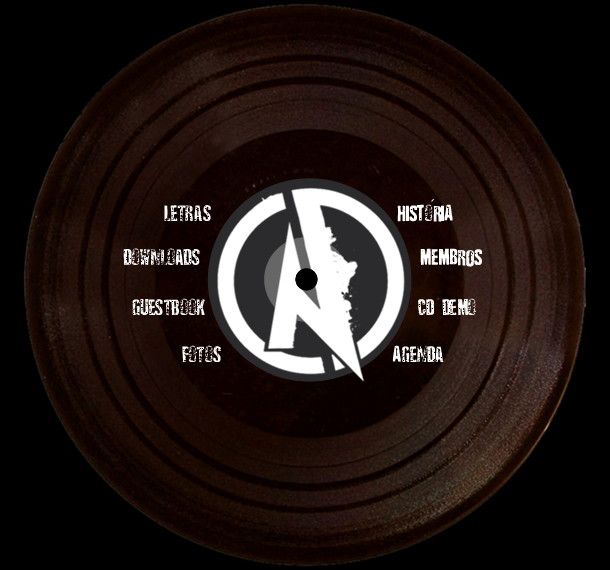 LETRAS
HISTÓRIA
DOWNLOADS
MEMBROS
GUESTBOOK
CD DEMO
FOTOS
AGENDA